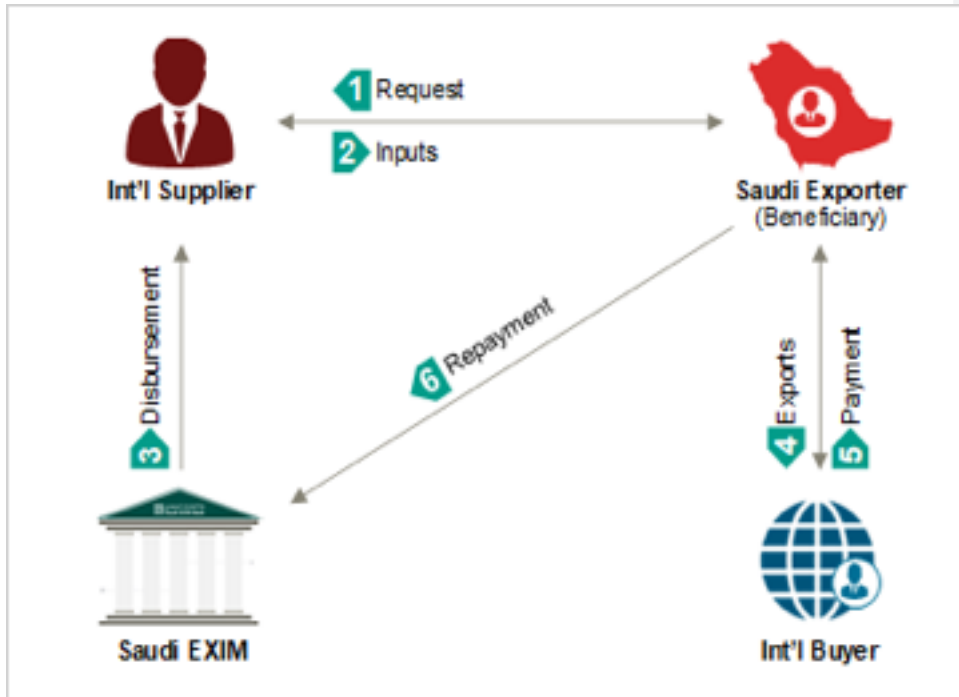 1 Request
2 Inputs
Int'l Supplier
Saudi Exporter
(Beneficiary)
3 Disbursement
6 Repayment
4 Exports
5 Payment
Saudi EXIM
Int'l Buyer